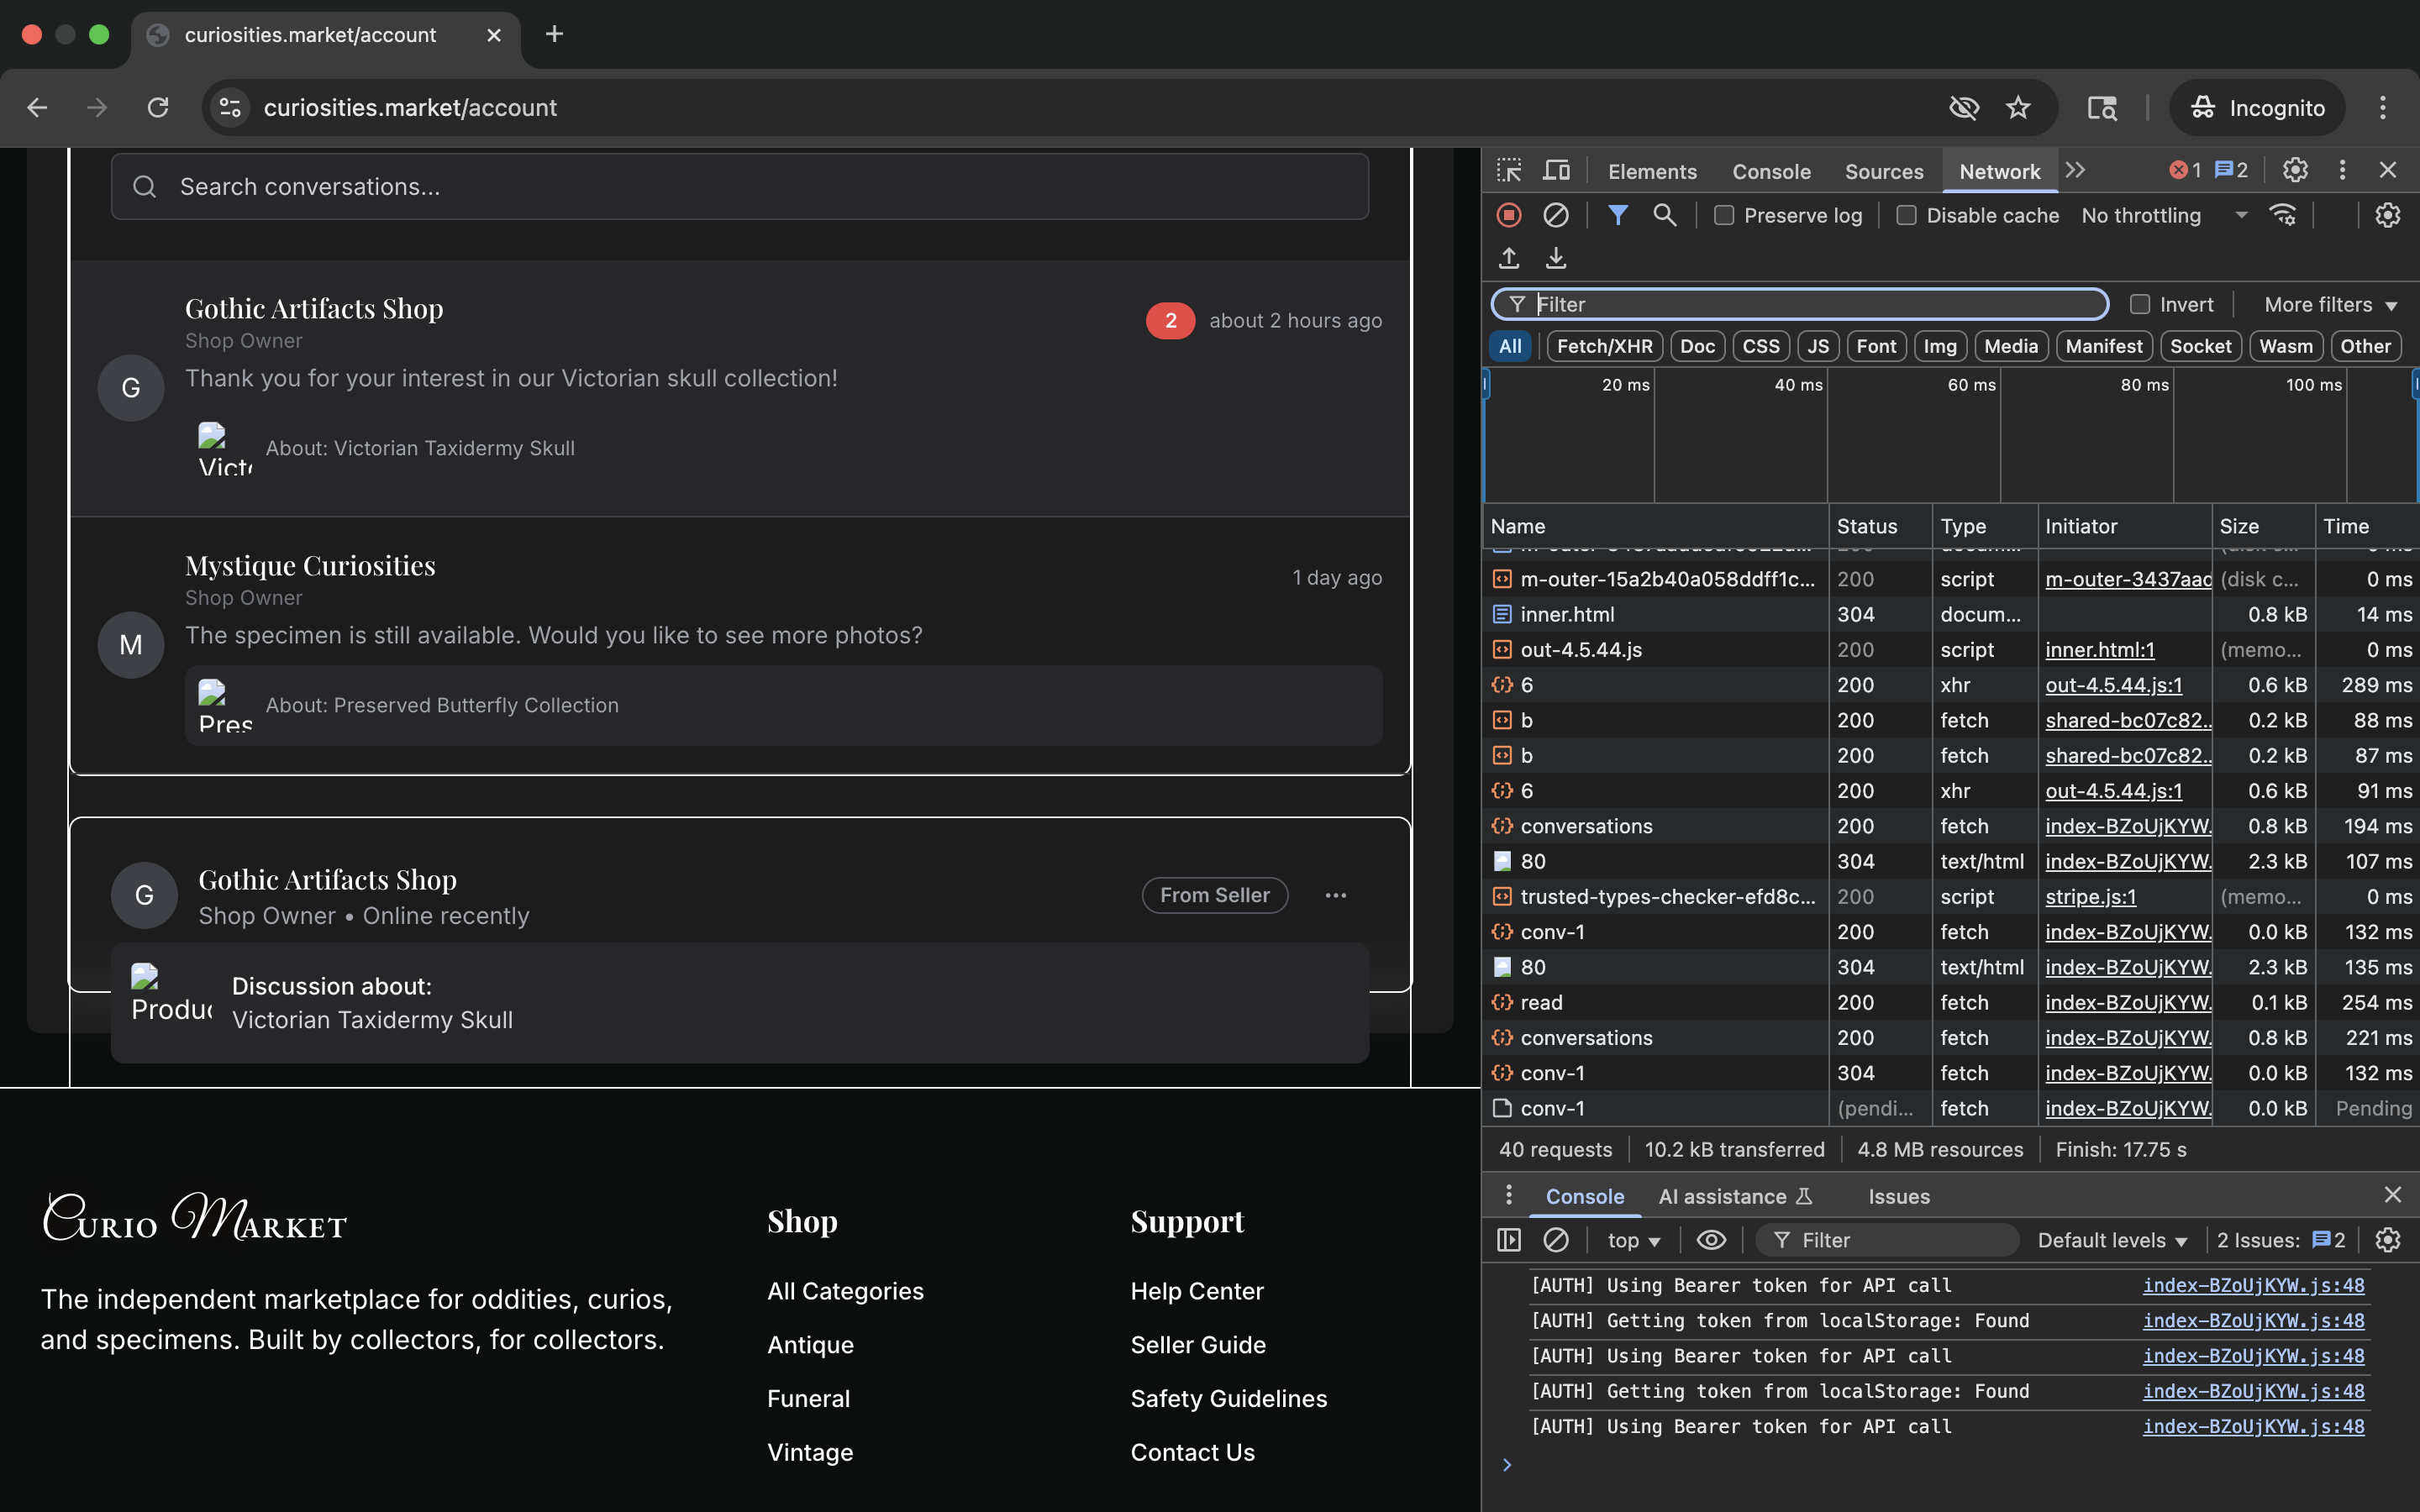 curiosities.market/account
curiosities.market/account
Incognito
Search conversations...
Gothic Artifacts Shop
2
about 2 hours ago
Shop Owner
G
Thank you for your interest in our Victorian skull collection!
Victo
About: Victorian Taxidermy Skull
Mystique Curiosities
1 day ago
Shop Owner
M
The specimen is still available. Would you like to see more photos?
Pres
About: Preserved Butterfly Collection
G
Gothic Artifacts Shop
Shop Owner • Online recently
From Seller
Produc
Discussion about:
Victorian Taxidermy Skull
Curio Market
The independent marketplace for oddities, curios,
and specimens. Built by collectors, for collectors.
Shop
All Categories
Antique
Funeral
Vintage
Support
Help Center
Seller Guide
Safety Guidelines
Contact Us
Elements Console Sources Network 1 2
Preserve log Disable cache No throttling
Filter Invert More filters
All Fetch/XHR Doc CSS JS Font Img Media Manifest Socket Wasm Other
20 ms 40 ms 60 ms 80 ms 100 ms
Name Status Type Initiator Size Time
m-outer-15a2b40a058ddff1c... 200 script m-outer-3437aad (disk c... 0 ms
inner.html 304 docum... 0.8 kB 14 ms
out-4.5.44.js 200 script inner.html:1 (memo... 0 ms
6 200 xhr out-4.5.44.js:1 0.6 kB 289 ms
b 200 fetch shared-bc07c82.. 0.2 kB 88 ms
b 200 fetch shared-bc07c82.. 0.2 kB 87 ms
6 200 xhr out-4.5.44.js:1 0.6 kB 91 ms
conversations 200 fetch index-BZoUjKYW. 0.8 kB 194 ms
80 304 text/html index-BZoUjKYW. 2.3 kB 107 ms
trusted-types-checker-efd8c... 200 script stripe.js:1 (memo... 0 ms
conv-1 200 fetch index-BZoUjKYW. 0.0 kB 132 ms
80 304 text/html index-BZoUjKYW. 2.3 kB 135 ms
read 200 fetch index-BZoUjKYW. 0.1 kB 254 ms
conversations 200 fetch index-BZoUjKYW. 0.8 kB 221 ms
conv-1 304 fetch index-BZoUjKYW. 0.0 kB 132 ms
conv-1 (pendi... fetch index-BZoUjKYW. 0.0 kB Pending
40 requests 10.2 kB transferred 4.8 MB resources Finish: 17.75 s
Console AI assistance Issues
top Filter Default levels 2 Issues: 2
[AUTH] Using Bearer token for API call index-BZoUjKYW.js:48
[AUTH] Getting token from localStorage: Found index-BZoUjKYW.js:48
[AUTH] Using Bearer token for API call index-BZoUjKYW.js:48
[AUTH] Getting token from localStorage: Found index-BZoUjKYW.js:48
[AUTH] Using Bearer token for API call index-BZoUjKYW.js:48